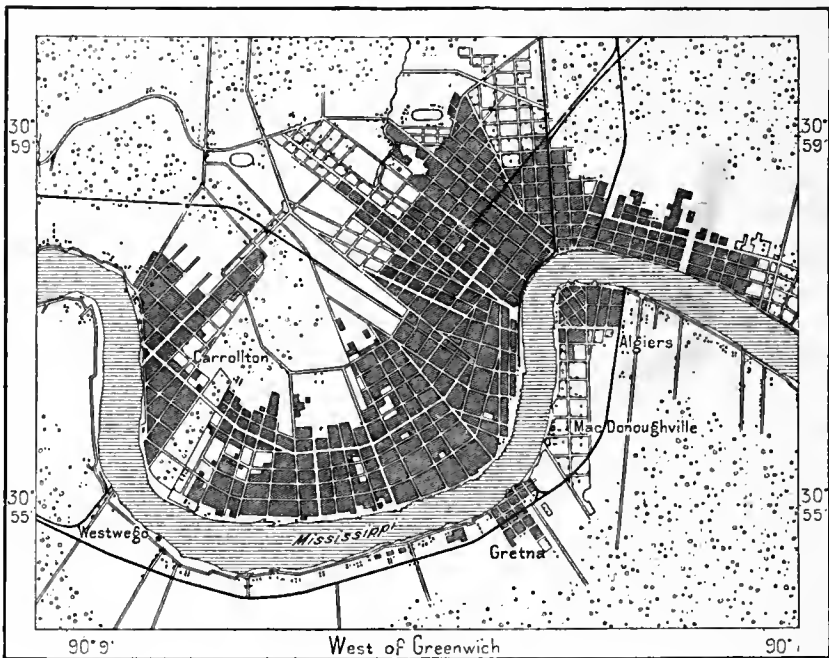 30° 30°
59' 59'
Carrollton
Algiers
MacDonoughville
30° 30°
55' 55'
Westwego
Mississippi
Gretna
90° 9' West of Greenwich 90°